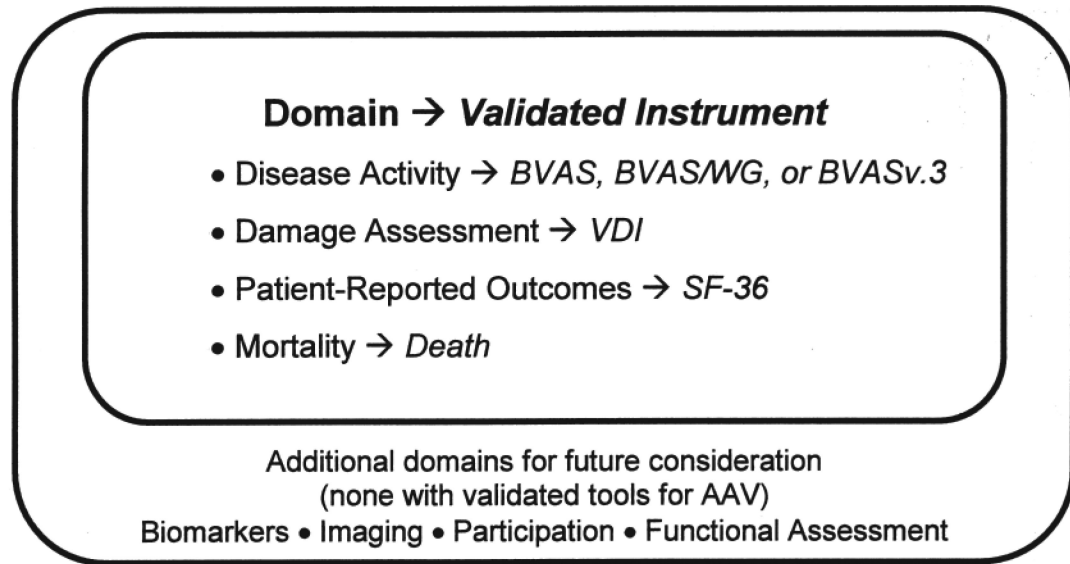 Domain → Validated Instrument
• Disease Activity → BVAS, BVAS/WG, or BVASv.3
• Damage Assessment → VDI
• Patient-Reported Outcomes → SF-36
• Mortality → Death
Additional domains for future consideration
(none with validated tools for AAV)
Biomarkers • Imaging • Participation • Functional Assessment